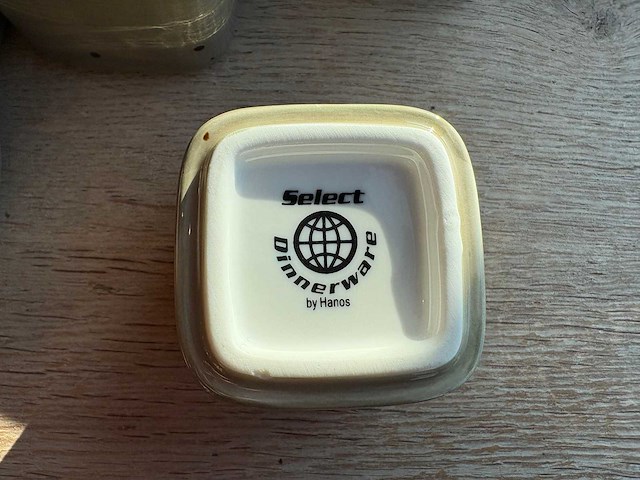 Select
Dinnerware
by Hanos